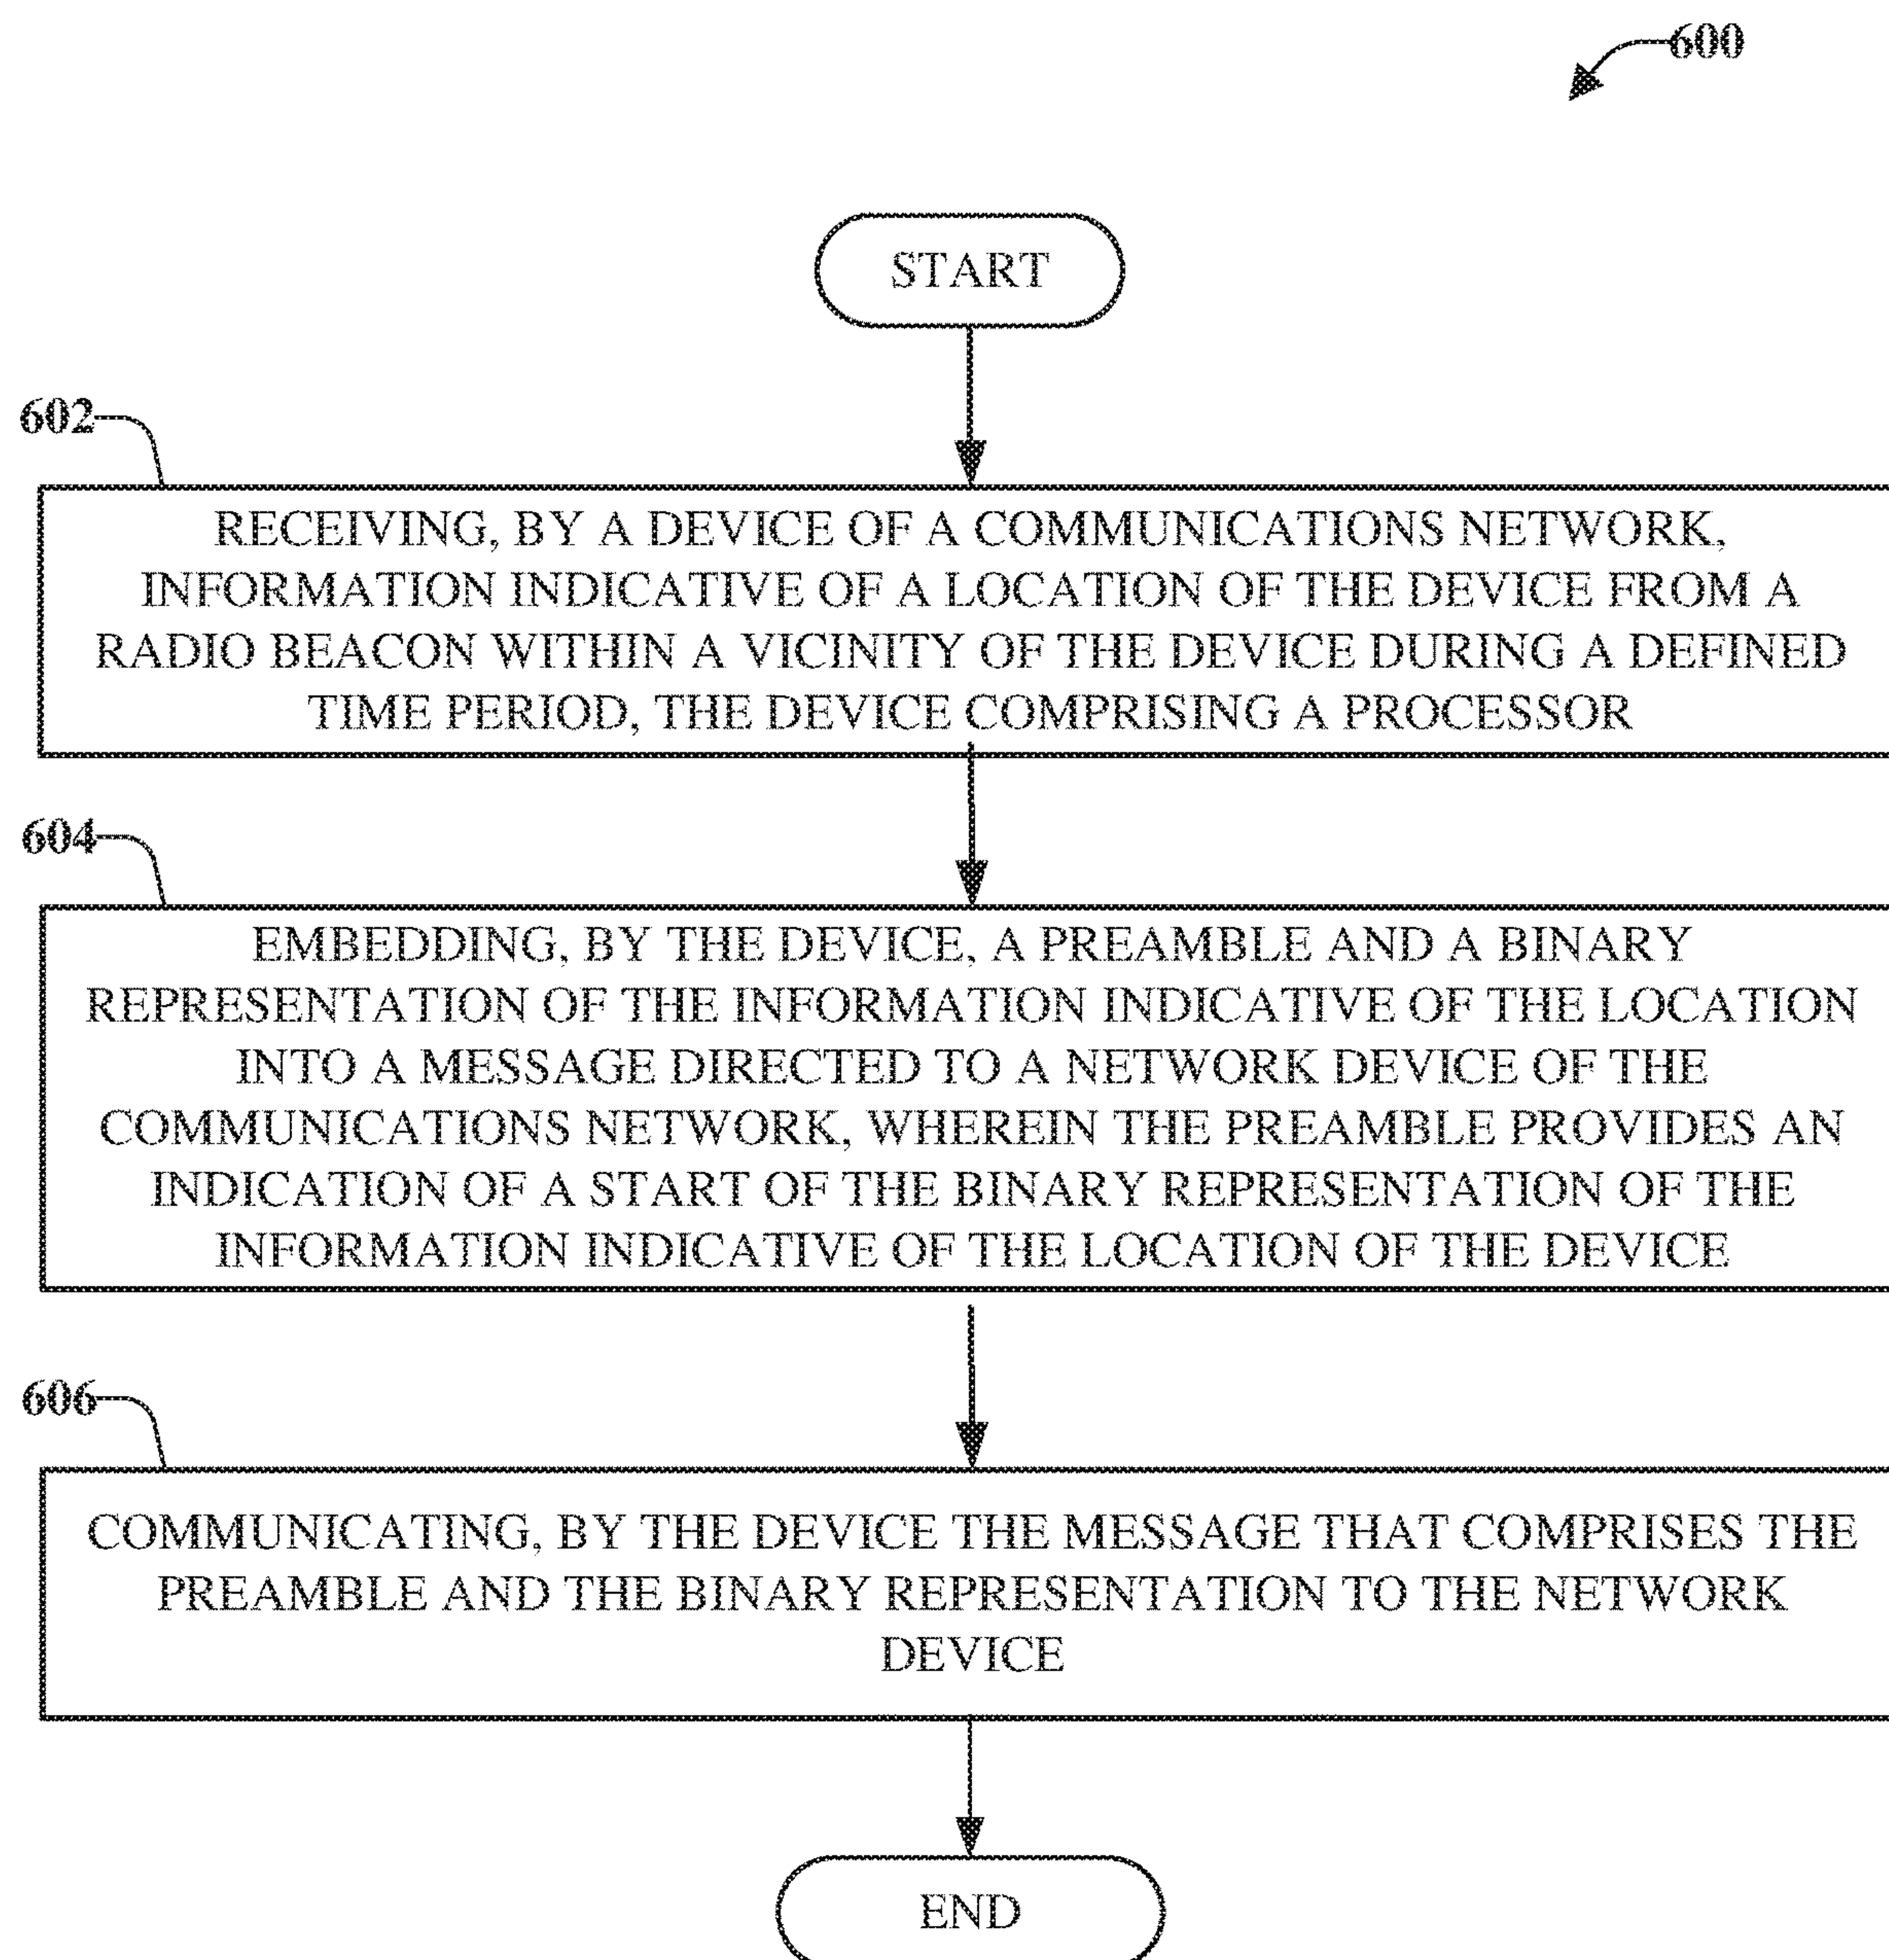 600
START
602
RECEIVING, BY A DEVICE OF A COMMUNICATIONS NETWORK,
INFORMATION INDICATIVE OF A LOCATION OF THE DEVICE FROM A
RADIO BEACON WITHIN A VICINITY OF THE DEVICE DURING A DEFINED
TIME PERIOD, THE DEVICE COMPRISING A PROCESSOR
604
EMBEDDING, BY THE DEVICE, A PREAMBLE AND A BINARY
REPRESENTATION OF THE INFORMATION INDICATIVE OF THE LOCATION
INTO A MESSAGE DIRECTED TO A NETWORK DEVICE OF THE
COMMUNICATIONS NETWORK, WHEREIN THE PREAMBLE PROVIDES AN
INDICATION OF A START OF THE BINARY REPRESENTATION OF THE
INFORMATION INDICATIVE OF THE LOCATION OF THE DEVICE
606
COMMUNICATING, BY THE DEVICE THE MESSAGE THAT COMPRISES THE
PREAMBLE AND THE BINARY REPRESENTATION TO THE NETWORK
DEVICE
END